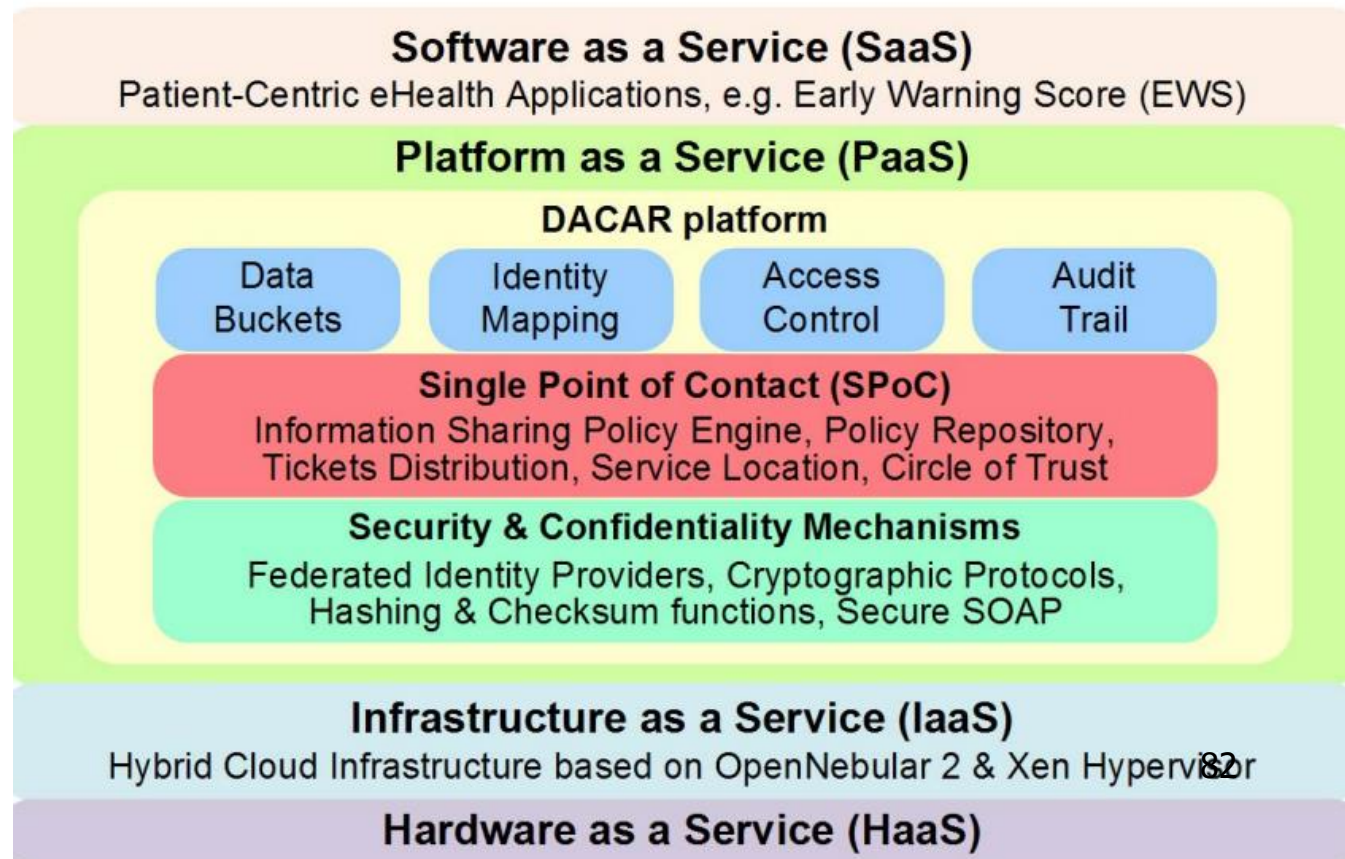 Software as a Service (SaaS)
Patient-Centric eHealth Applications, e.g. Early Warning Score (EWS)
Platform as a Service (PaaS)
DACAR platform
Data
Buckets
Identity
Mapping
Access
Control
Audit
Trail
Single Point of Contact (SPoC)
Information Sharing Policy Engine, Policy Repository,
Tickets Distribution, Service Location, Circle of Trust
Security & Confidentiality Mechanisms
Federated Identity Providers, Cryptographic Protocols,
Hashing & Checksum functions, Secure SOAP
Infrastructure as a Service (IaaS)
Hybrid Cloud Infrastructure based on OpenNebular 2 & Xen Hypervisor
82
Hardware as a Service (HaaS)